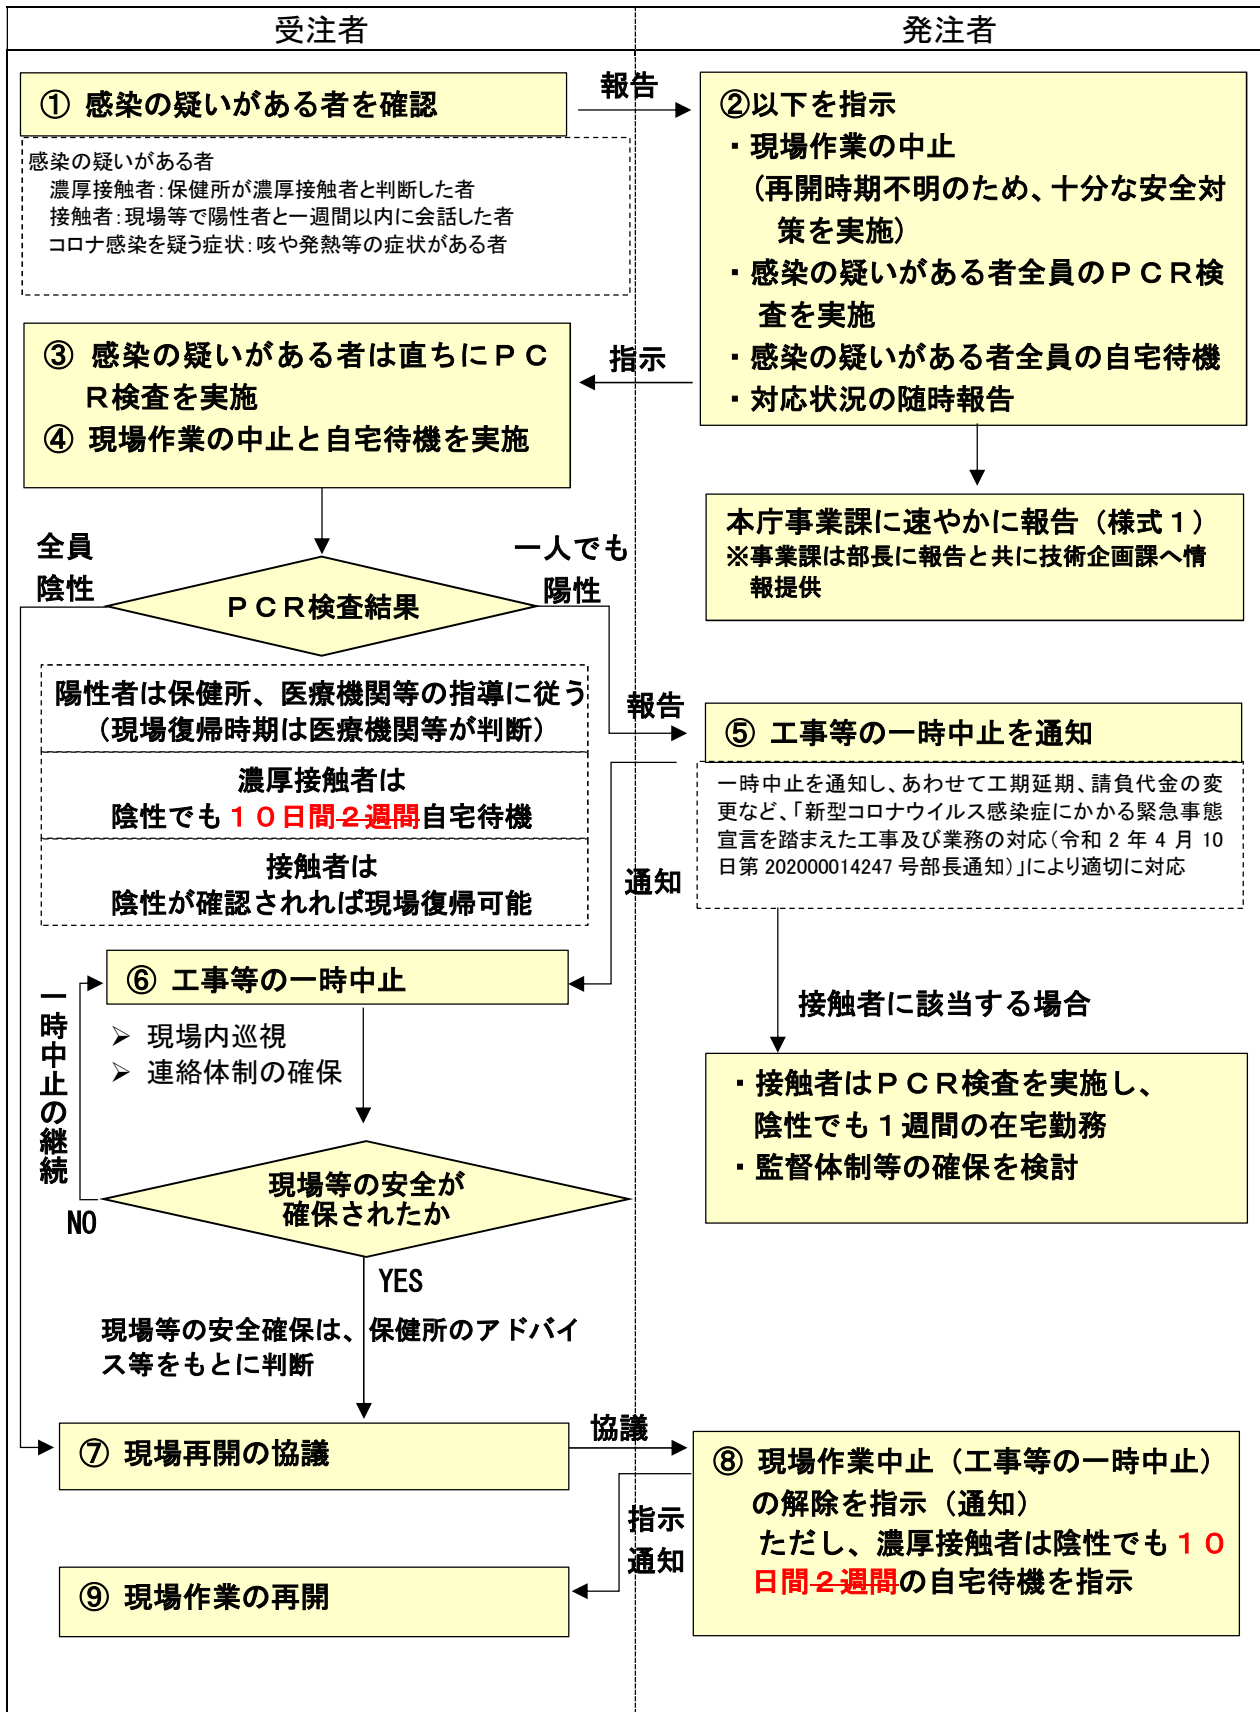 受注者
発注者
① 感染の疑いがある者を確認
報告
感染の疑いがある者
濃厚接触者：保健所が濃厚接触者と判断した者
接触者：現場等で陽性者と一週間以内に会話した者
コロナ感染を疑う症状：咳や発熱等の症状がある者
②以下を指示
・現場作業の中止
(再開時期不明のため、十分な安全対
策を実施)
・感染の疑いがある者全員のＰＣＲ検
査を実施
・感染の疑いがある者全員の自宅待機
・対応状況の随時報告
指示
③ 感染の疑いがある者は直ちにＰＣ
Ｒ検査を実施
④ 現場作業の中止と自宅待機を実施
本庁事業課に速やかに報告（様式１）
※事業課は部長に報告と共に技術企画課へ情
報提供
全員
陰性
一人でも
陽性
ＰＣＲ検査結果
陽性者は保健所、医療機関等の指導に従う
（現場復帰時期は医療機関等が判断）
濃厚接触者は
陰性でも１０日間２週間自宅待機
接触者は
陰性が確認されれば現場復帰可能
報告
⑤ 工事等の一時中止を通知
一時中止を通知し、あわせて工期延期、請負代金の変
更など、「新型コロナウイルス感染症にかかる緊急事態
宣言を踏まえた工事及び業務の対応（令和 2 年 4 月 10
日第 202000014247 号部長通知）」により適切に対応
通知
⑥ 工事等の一時中止
➢ 現場内巡視
➢ 連絡体制の確保
一時中止の継続
接触者に該当する場合
・接触者はＰＣＲ検査を実施し、
陰性でも１週間の在宅勤務
・監督体制等の確保を検討
現場等の安全が
確保されたか
NO
YES
現場等の安全確保は、保健所のアドバイ
ス等をもとに判断
⑦ 現場再開の協議
協議
⑧ 現場作業中止（工事等の一時中止）
の解除を指示（通知）
ただし、濃厚接触者は陰性でも１０
日間２週間の自宅待機を指示
指示
通知
⑨ 現場作業の再開